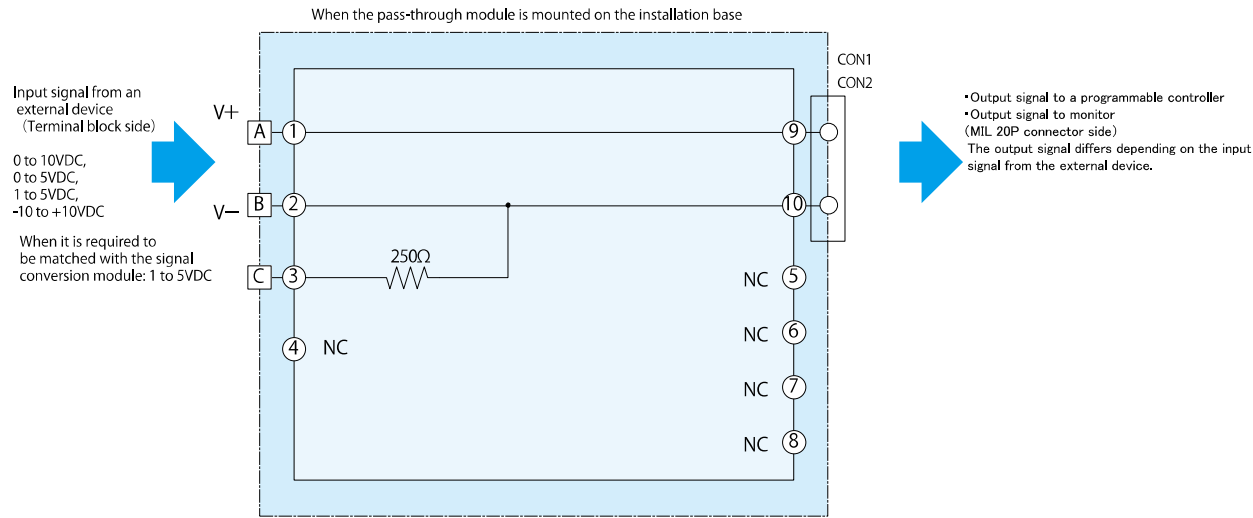 When the pass-through module is mounted on the installation base
CON1
CON2
Input signal from an
external device
(Terminal block side)
0 to 10VDC,
0 to 5VDC,
1 to 5VDC,
-10 to +10VDC
When it is required to
be matched with the signal
conversion module: 1 to 5VDC
V+
A
1
9
V−
B
2
10
250Ω
C
3
NC
5
4
NC
NC
6
NC
7
NC
8
・Output signal to a programmable controller
・Output signal to monitor
(MIL 20P connector side)
The output signal differs depending on the input
signal from the external device.